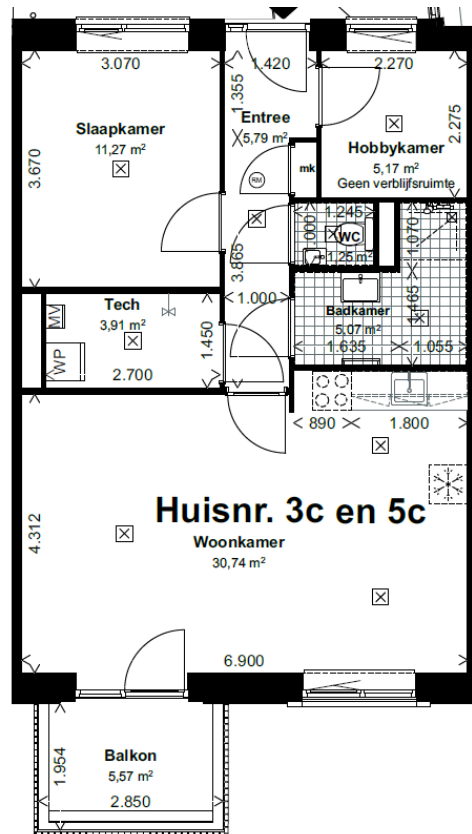 3.070
1.420
2.270
1.355
Entree
5,79 m²
Slaapkamer
11,27 m²
3.670
Hobbykamer
5,17 m²
Geen verblijfsruimte
2.275
mk
RM
1.245
1.000
WC
1.25 m²
1.070
3.865
1.000
Tech
3,91 m²
MV
WP
1.450
2.700
Badkamer
5,07 m²
1.465
1.635
1.055
890
1.800
4.312
Huisnr. 3c en 5c
Woonkamer
30,74 m²
6.900
Balkon
5,57 m²
1.954
2.850